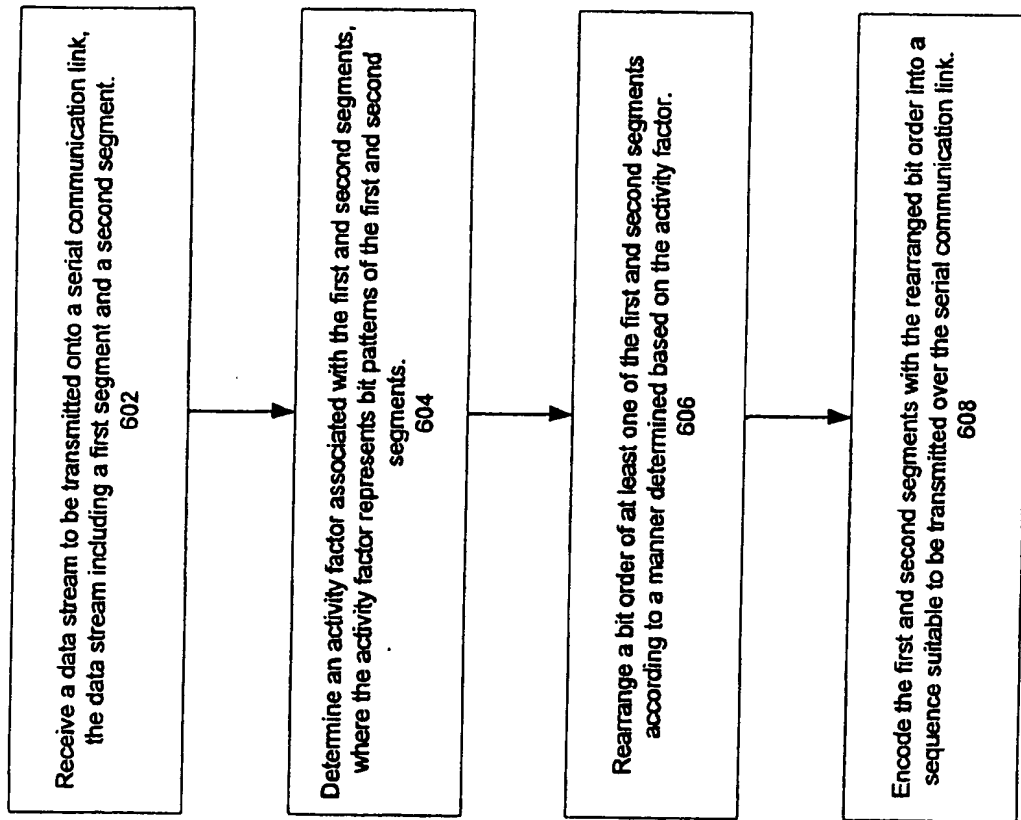 Receive a data stream to be transmitted onto a serial communication link,
the data stream including a first segment and a second segment.
602
Determine an activity factor associated with the first and second segments,
where the activity factor represents bit patterns of the first and second
segments.
604
Rearrange a bit order of at least one of the first and second segments
according to a manner determined based on the activity factor.
606
Encode the first and second segments with the rearranged bit order into a
sequence suitable to be transmitted over the serial communication link.
608